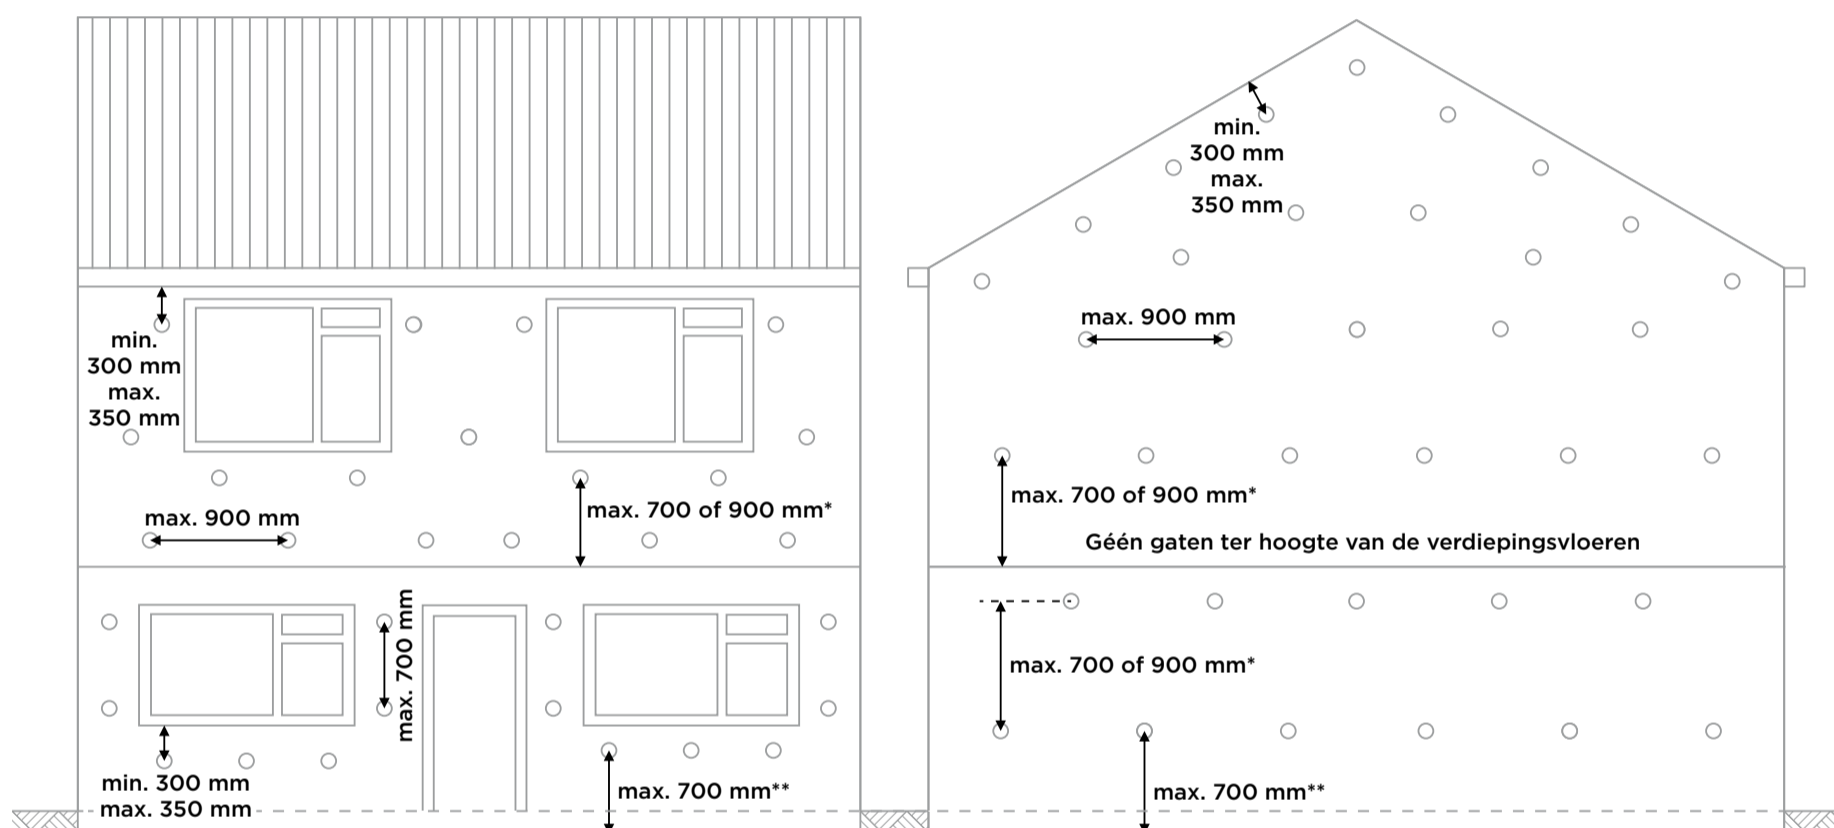 min.
300 mm
max.
350 mm
max. 900 mm
max. 700 of 900 mm*
max. 700 mm
min. 300 mm
max. 350 mm
max. 700 mm**
min.
300 mm
max.
350 mm
max. 900 mm
max. 700 of 900 mm*
Géén gaten ter hoogte van de verdiepingsvloeren
max. 700 of 900 mm*
max. 700 mm**